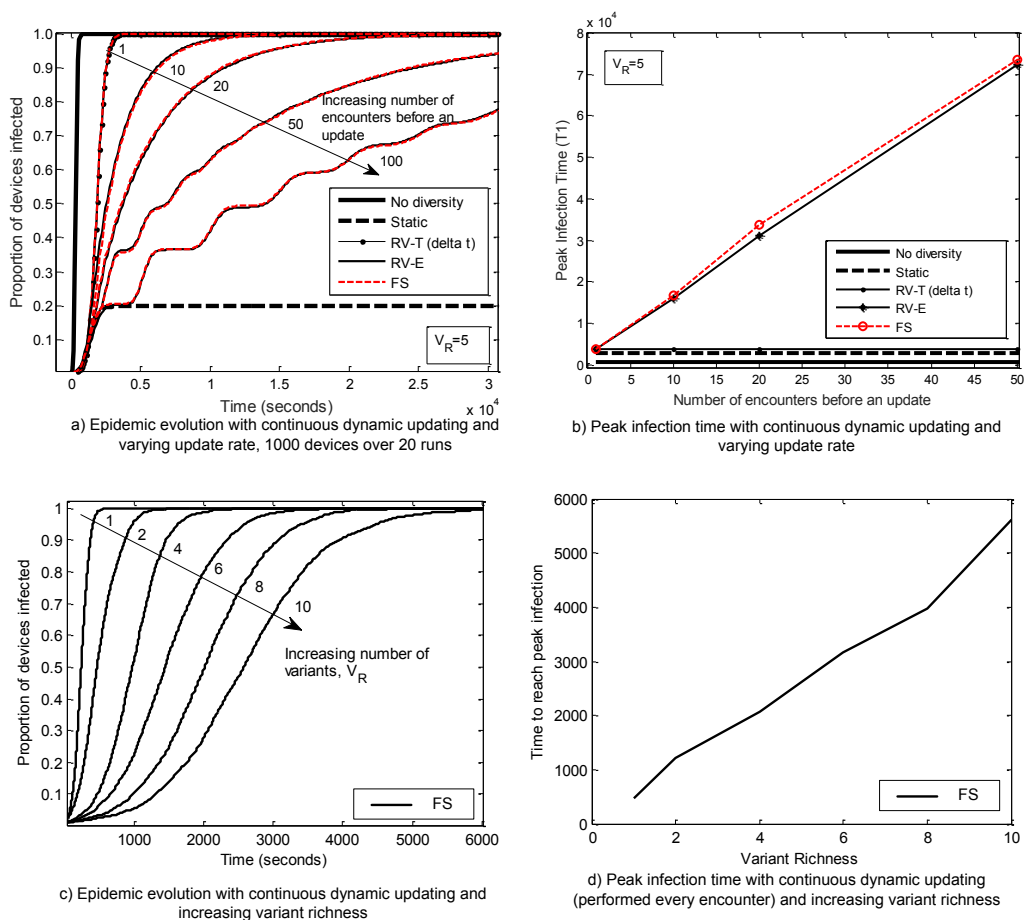 1.0
0.9
0.8
0.7
0.6
0.5
0.4
0.3
0.2
0.1
Proportion of devices infected
1
10
20
50
100
Increasing number of
encounters before an
update
No diversity
Static
RV-T (delta t)
RV-E
FS
V_R=5
0 0.5 1 1.5 2 2.5 3
x 10^4
Time (seconds)
a) Epidemic evolution with continuous dynamic updating and
varying update rate, 1000 devices over 20 runs
x 10^4
8
7
6
5
4
3
2
1
0
Peak Infection Time (T1)
V_R=5
No diversity
Static
RV-T (delta t)
RV-E
FS
0 5 10 15 20 25 30 35 40 45 50
Number of encounters before an update
b) Peak infection time with continuous dynamic updating and
varying update rate
1
0.9
0.8
0.7
0.6
0.5
0.4
0.3
0.2
0.1
Proportion of devices infected
1
2
4
6
8
10
Increasing number of
variants, V_R
FS
0 1000 2000 3000 4000 5000 6000
Time (seconds)
c) Epidemic evolution with continuous dynamic updating and
increasing variant richness
6000
5000
4000
3000
2000
1000
0
Time to reach peak infection
FS
0 2 4 6 8 10
Variant Richness
d) Peak infection time with continuous dynamic updating
(performed every encounter) and increasing variant richness